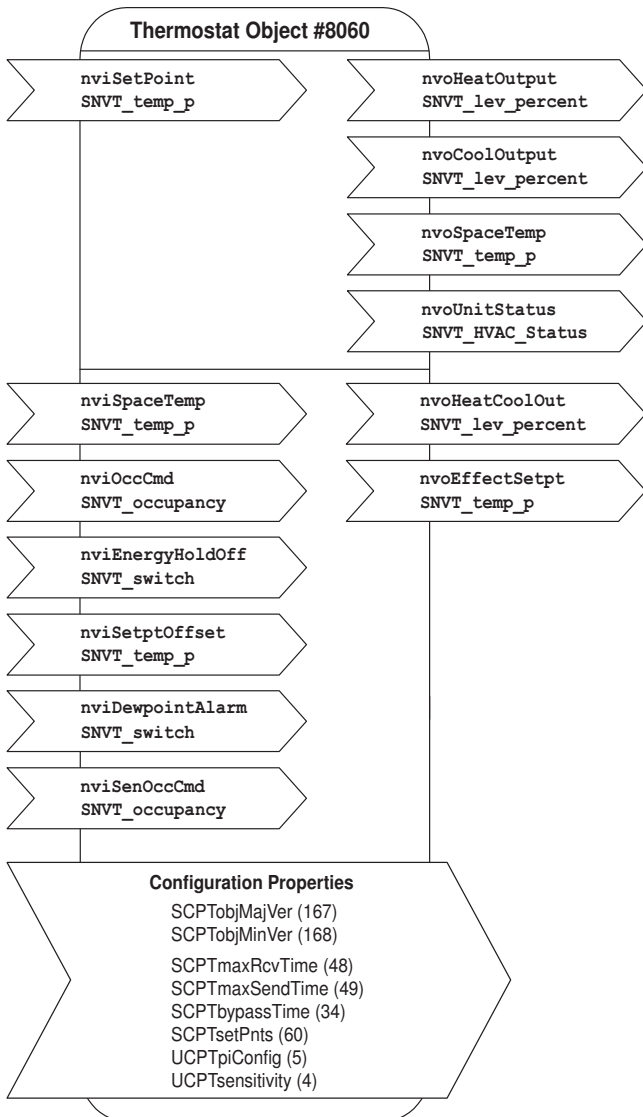 Thermostat Object #8060
nviSetPoint
SNVT_temp_p
nvoHeatOutput
SNVT_lev_percent
nvoCoolOutput
SNVT_lev_percent
nvoSpaceTemp
SNVT_temp_p
nvoUnitStatus
SNVT_HVAC_Status
nviSpaceTemp
SNVT_temp_p
nvoHeatCoolOut
SNVT_lev_percent
nviOccCmd
SNVT_occupancy
nvoEffectSetpt
SNVT_temp_p
nviEnergyHoldOff
SNVT_switch
nviSetptOffset
SNVT_temp_p
nviDewpointAlarm
SNVT_switch
nviSenOccCmd
SNVT_occupancy
Configuration Properties
SCPTobjMajVer (167)
SCPTobjMinVer (168)
SCPTmaxRcvTime (48)
SCPTmaxSendTime (49)
SCPTbypassTime (34)
SCPTsetPnts (60)
UCPTpiConfig (5)
UCPTsensitivity (4)